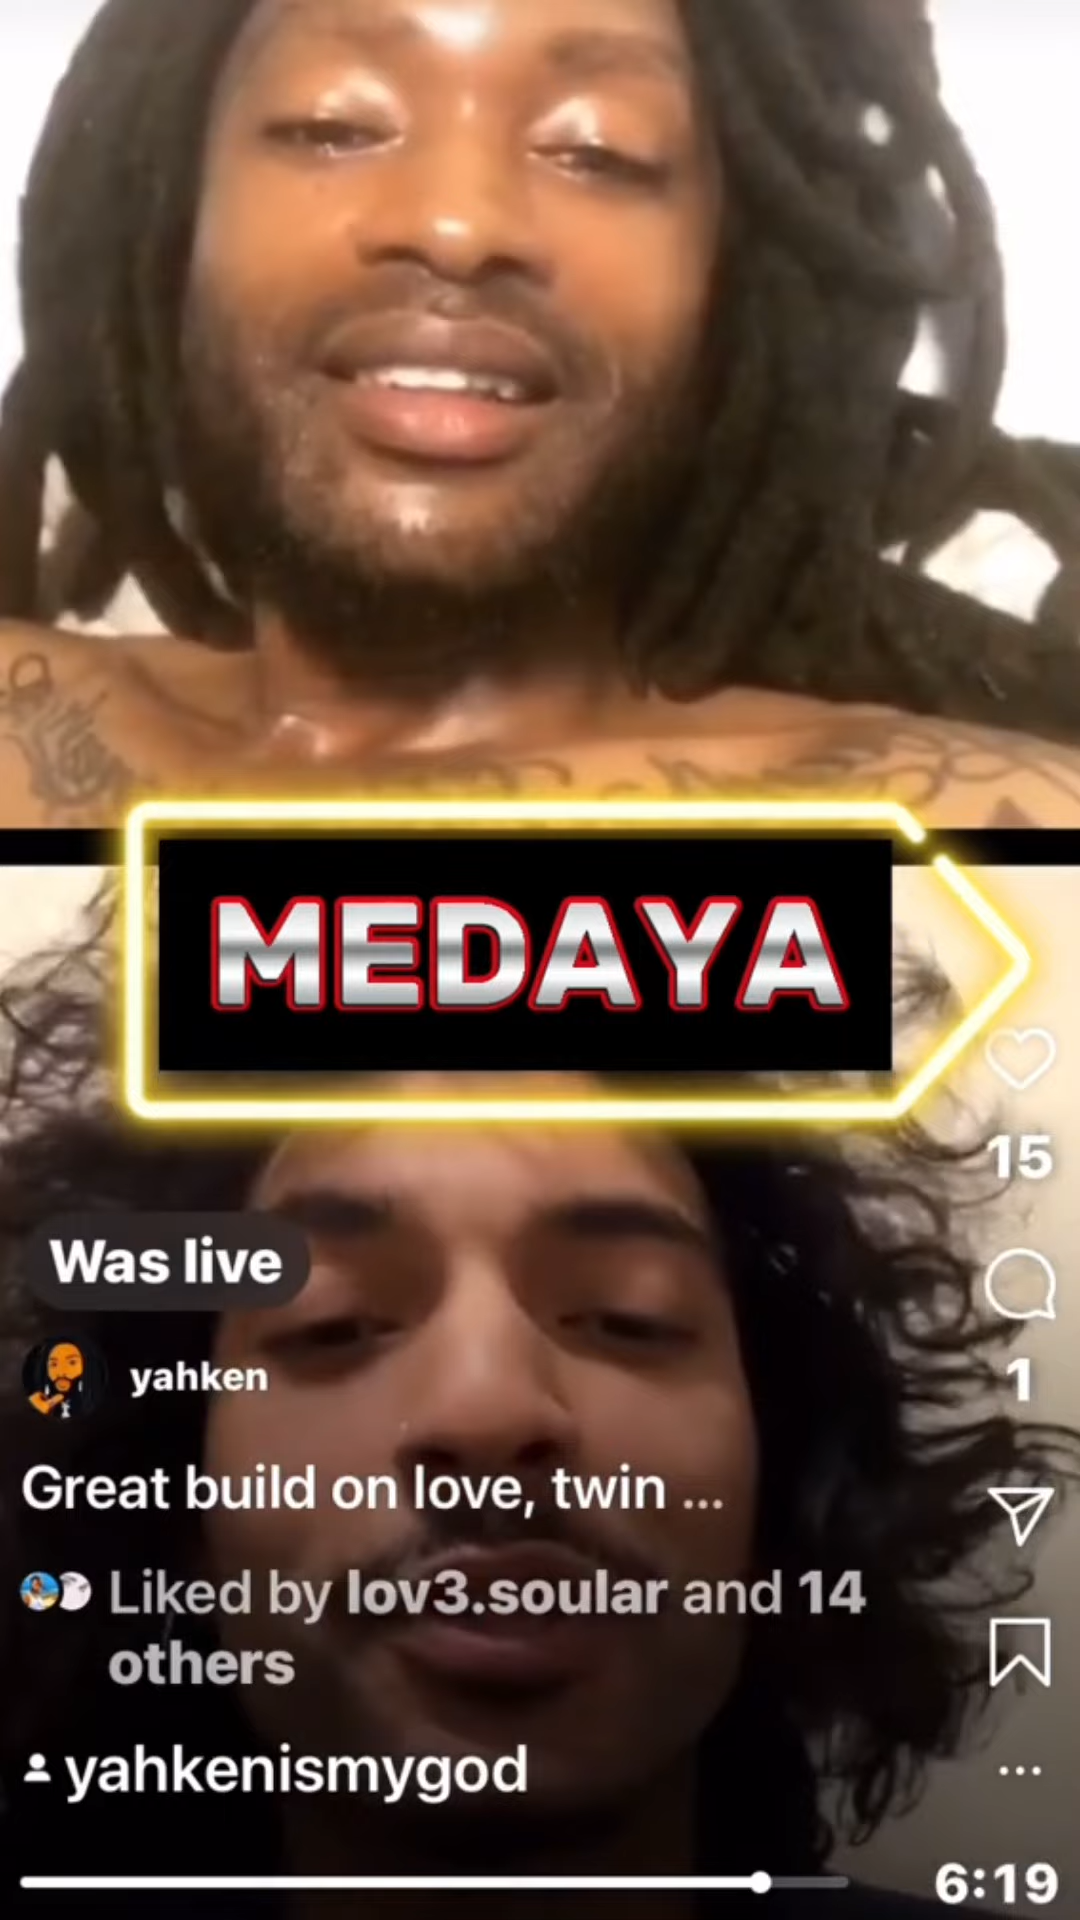 MEDAYA
15
Was live
yahken
1
Great build on love, twin ...
Liked by lov3.soular and 14
others
yahkenismygod
6:19